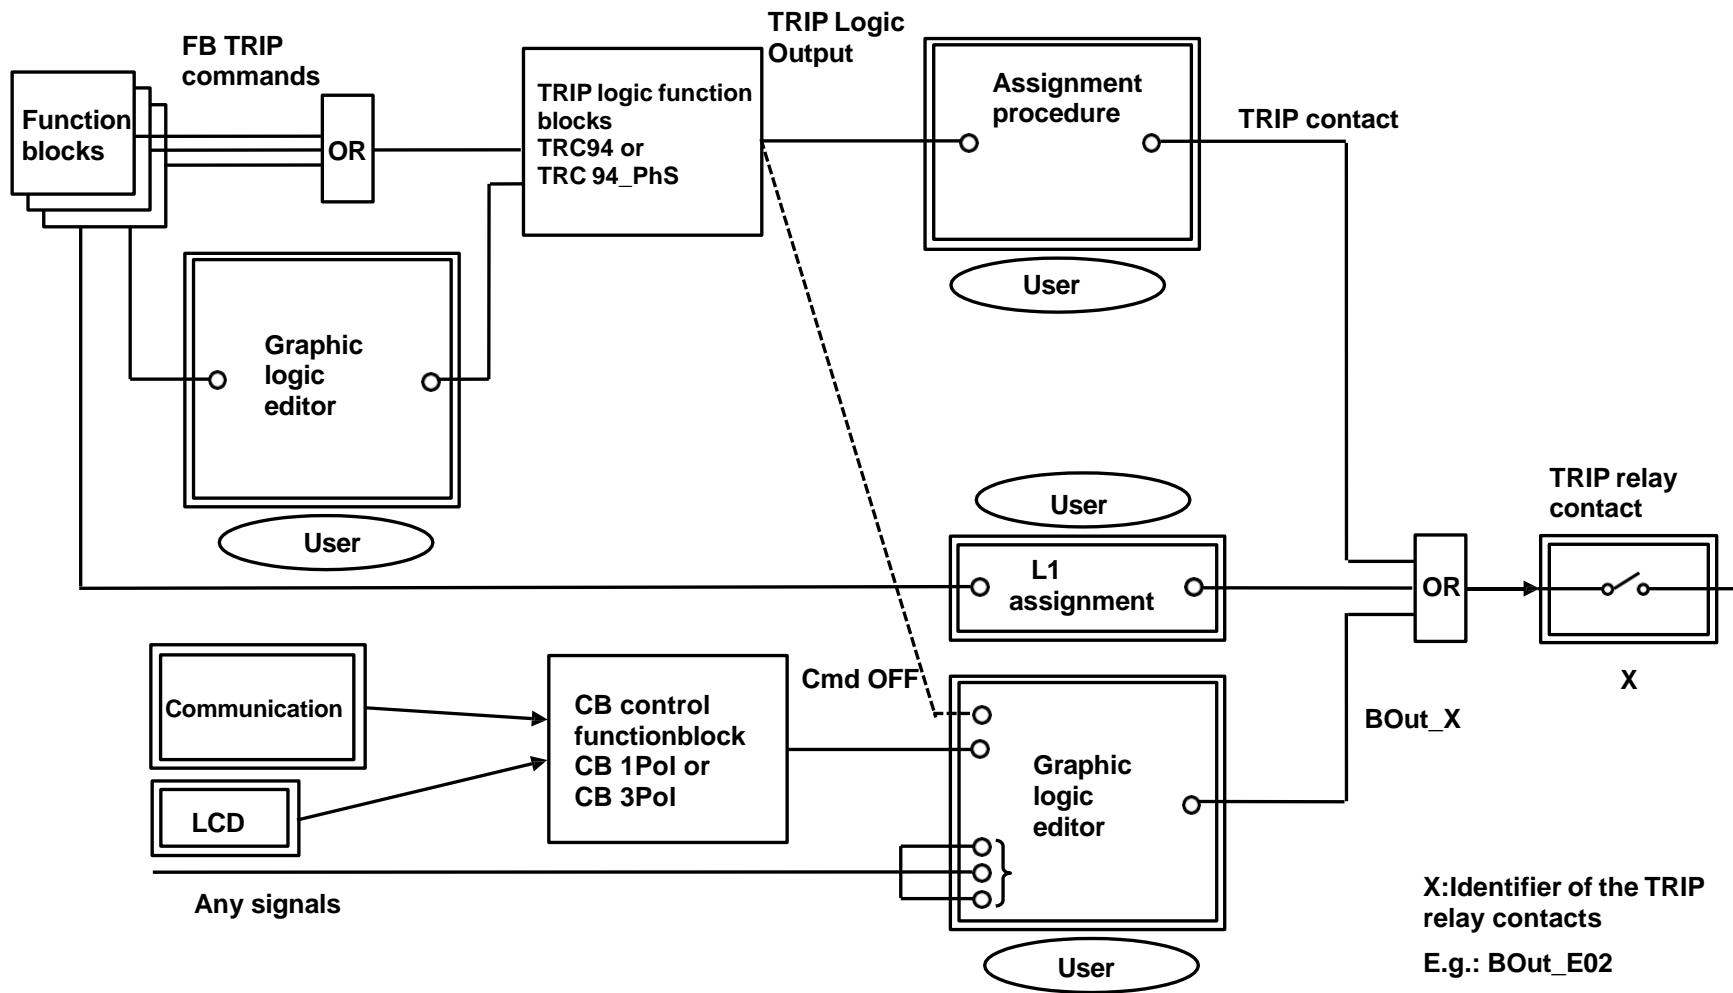 FB TRIP
commands
TRIP Logic
Output
Function
blocks
OR
TRIP logic function
blocks
TRC94 or
TRC 94_PhS
Assignment
procedure
TRIP contact
User
Graphic
logic
editor
User
User
L1
assignment
OR
TRIP relay
contact
X
Communication
LCD
CB control
functionblock
CB 1Pol or
CB 3Pol
Cmd OFF
Graphic
logic
editor
BOut_X
Any signals
User
X:Identifier of the TRIP
relay contacts
E.g.: BOut_E02